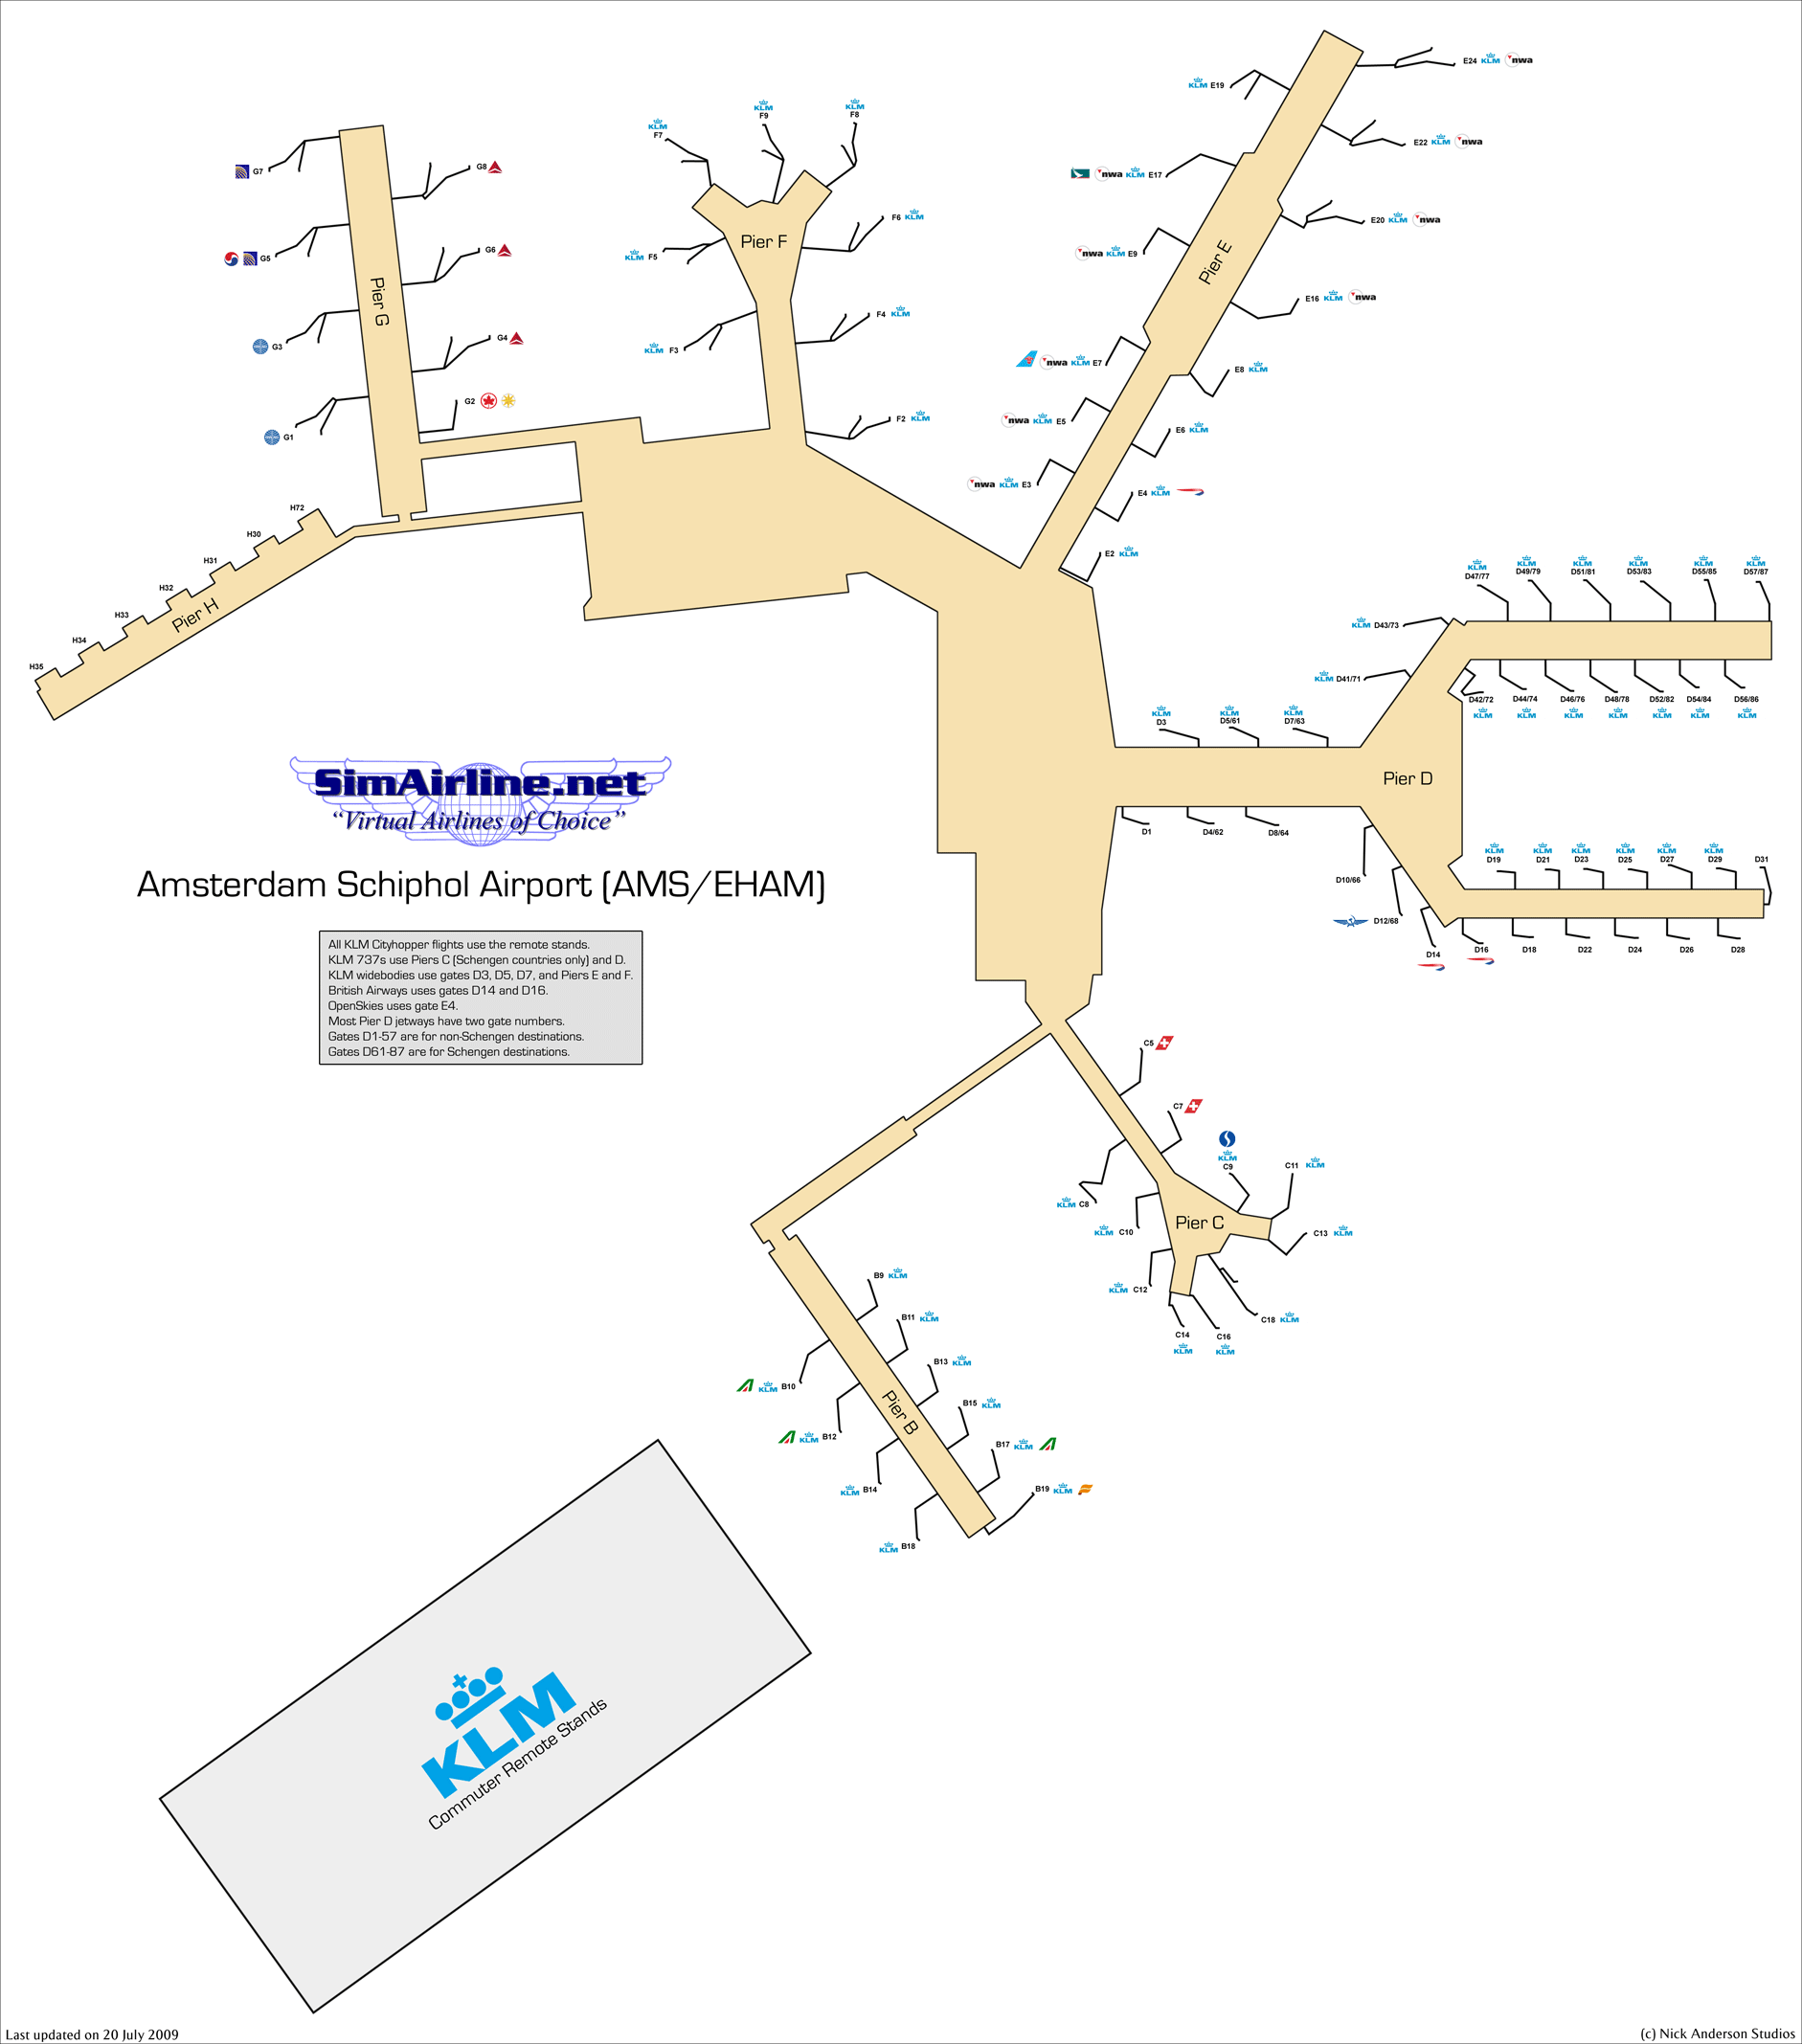 E24 KLM nwa
KLM E19
E22 KLM nwa
nwa KLM E17
E20 KLM nwa
nwa KLM E9
Pier E
E16 KLM nwa
nwa KLM E7
E8 KLM
nwa KLM E5
E6 KLM
nwa KLM E3
E4 KLM
E2 KLM
KLM
F7
KLM
F9
KLM
F8
F6 KLM
Pier F
KLM F5
F4 KLM
KLM F3
F2 KLM
G7
G8
G5
G6
Pier G
G3
G4
G1
G2
H72
H30
H31
H32
H33
H34
H35
Pier H
KLM
D47/77
KLM
D49/79
KLM
D51/81
KLM
D53/83
KLM
D55/85
KLM
D57/87
KLM D43/73
KLM D41/71
D42/72
KLM
D44/74
KLM
D46/76
KLM
D48/78
KLM
D52/82
KLM
D54/84
KLM
D56/86
KLM
KLM
D3
KLM
D5/61
KLM
D7/63
Pier D
D1
D4/62
D8/64
D10/66
D12/68
D14
D16
KLM
D19
KLM
D21
KLM
D23
KLM
D25
KLM
D27
KLM
D29
D31
D18
D22
D24
D26
D28
SimAirline.net
“Virtual Airlines of Choice”
Amsterdam Schiphol Airport (AMS/EHAM)
All KLM Cityhopper flights use the remote stands.
KLM 737s use Piers C (Schengen countries only) and D.
KLM widebodies use gates D3, D5, D7, and Piers E and F.
British Airways uses gates D14 and D16.
OpenSkies uses gate E4.
Most Pier D jetways have two gate numbers.
Gates D1-57 are for non-Schengen destinations.
Gates D61-87 are for Schengen destinations.
C5
C7
KLM
C9
C11 KLM
KLM C8
Pier C
KLM C10
C13 KLM
KLM C12
C18 KLM
C14
KLM
C16
KLM
B9 KLM
B11 KLM
B13 KLM
KLM B10
B15 KLM
Pier B
KLM B12
B17 KLM
KLM B14
B19 KLM
KLM B18
KLM
Commuter Remote Stands
Last updated on 20 July 2009
(c) Nick Anderson Studios